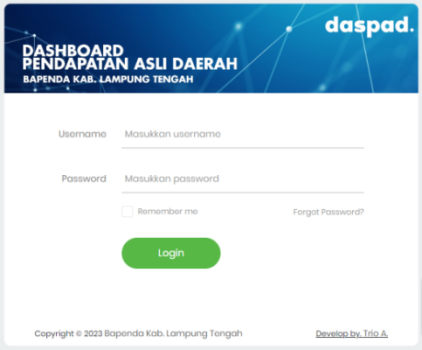 daspad.
DASHBOARD
PENDAPATAN ASLI DAERAH
BAPENDA KAB. LAMPUNG TENGAH
Username Masukkan username
Password Masukkan password
Remember me Forgot Password?
Login
Copyright © 2023 Bapenda Kab. Lampung Tengah Develop by. Trio A.